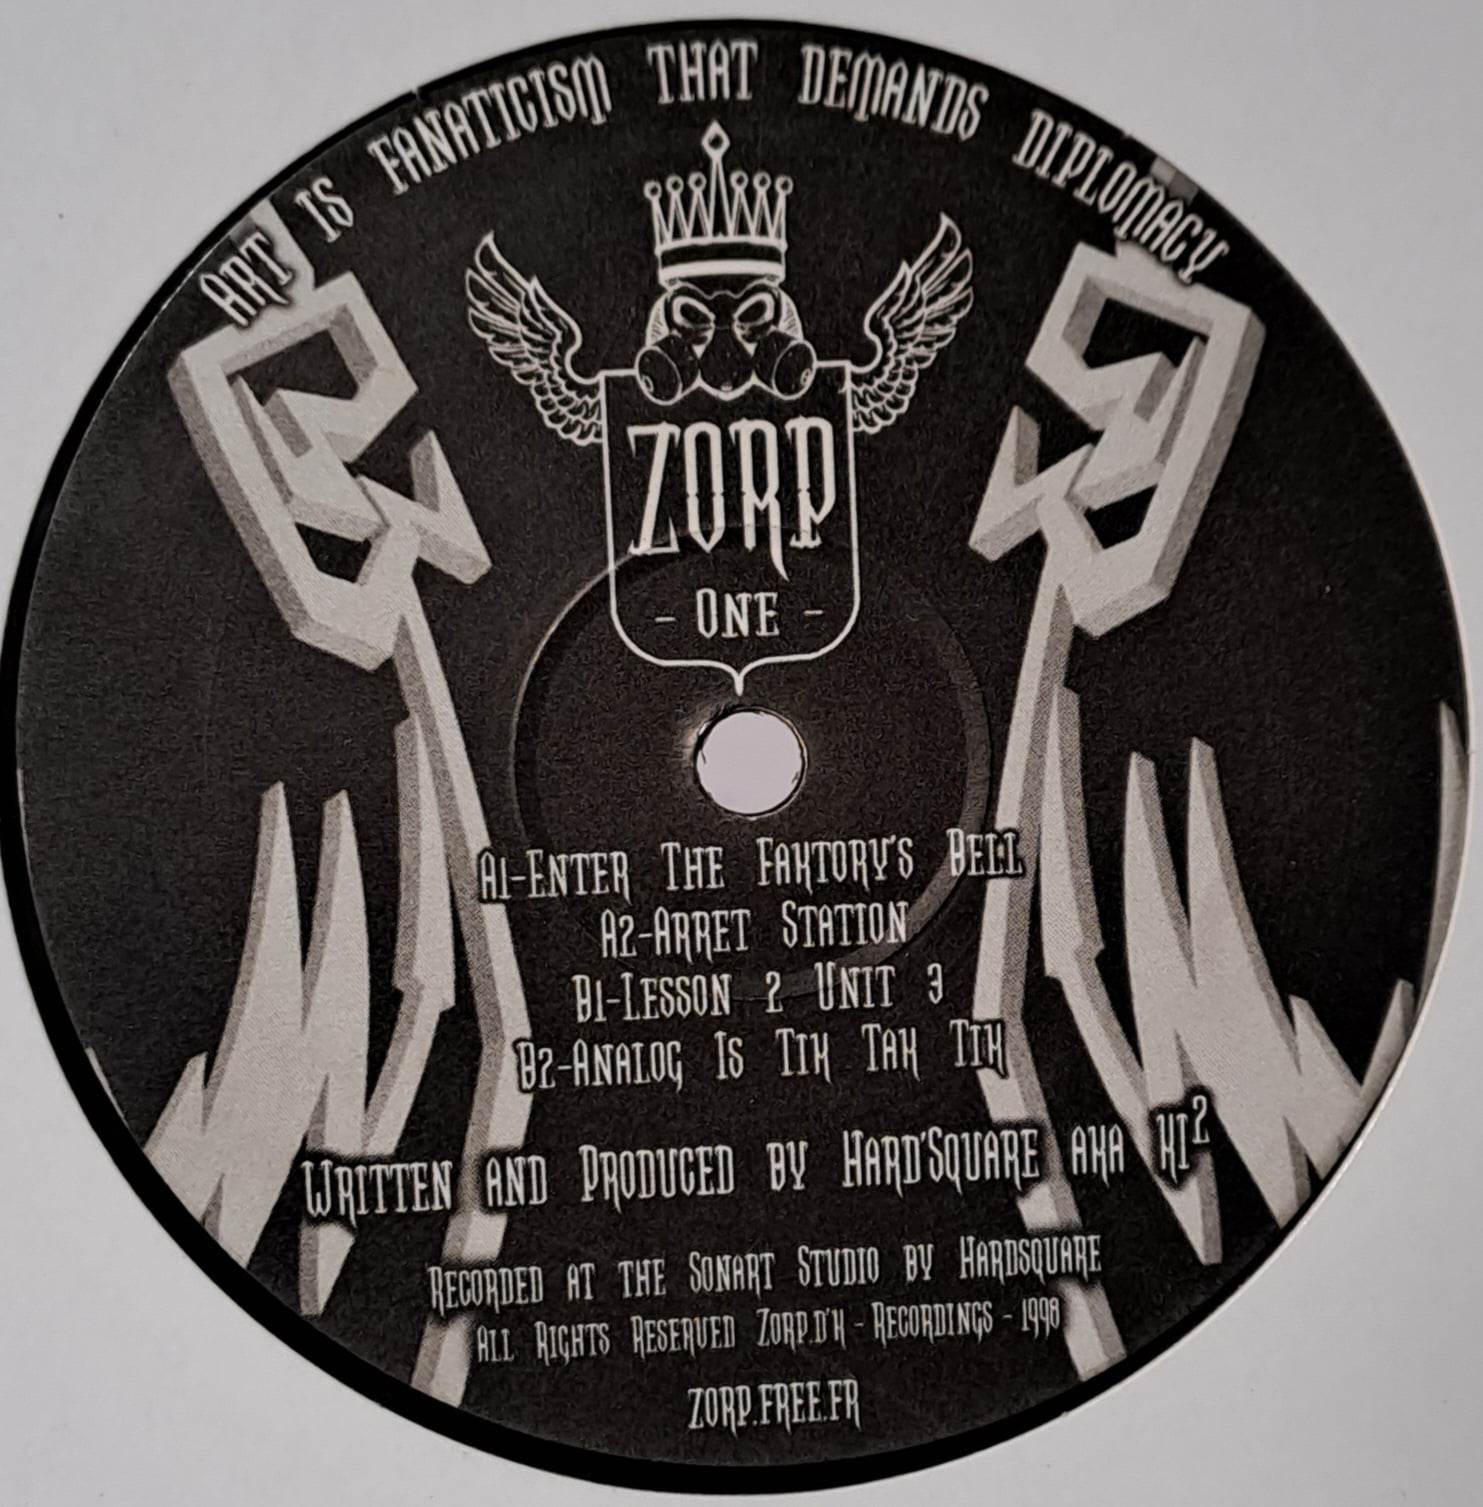 ART IS FANATICISM THAT DEMANDS DIPLOMACY
ZORP
- ONE -
A1-ENTER THE FAKTORY'S BELL
A2-ARRET STATION
B1-LESSON 2 UNIT 3
B2-ANALOG IS TIK TAK TIK
WRITTEN AND PRODUCED BY HARD'SQUARE AKA KI²
RECORDED AT THE SONART STUDIO BY HARDSQUARE
ALL RIGHTS RESERVED ZORP.D'K - RECORDINGS - 1998
ZORP.FREE.FR